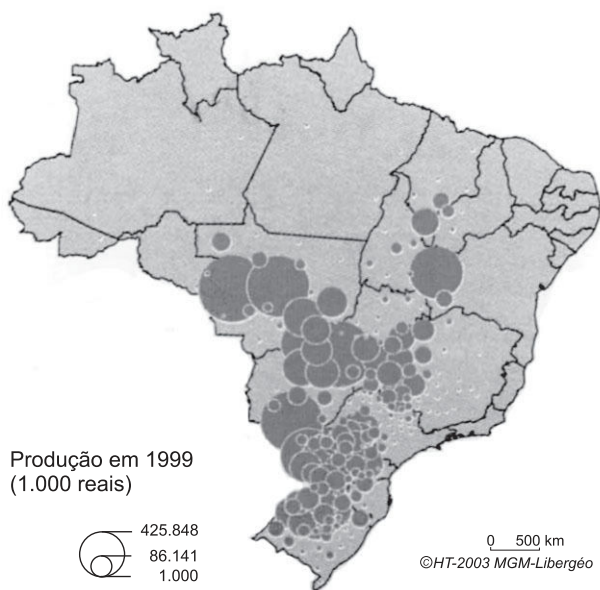 Produção em 1999
(1.000 reais)
425.848
86.141
1.000
0 500 km
©HT-2003 MGM-Libergéo